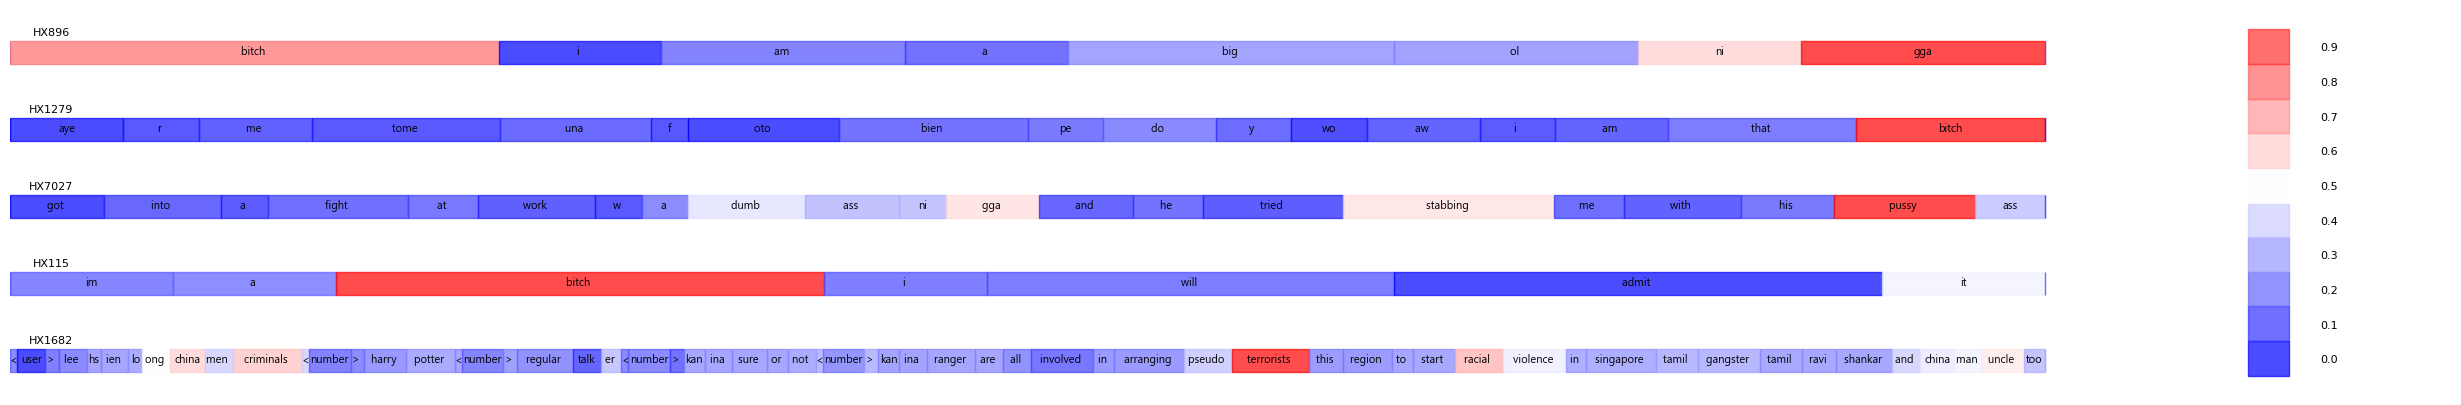 HX896
bitch i am a big ol ni gga
HX1279
aye r me tome una f oto bien pe do y wo aw i am that bitch
HX7027
got into a fight at work w a dumb ass ni gga and he tried stabbing me with his pussy ass
HX115
im a bitch i will admit it
HX1682
< user > lee hs ien lo ong china men criminals < number > harry potter < number > regular talk er < number > kan ina sure or not < number > kan ina ranger are all involved in arranging pseudo terrorists this region to start racial violence in singapore tamil gangster tamil ravi shankar and china man uncle too
0.9
0.8
0.7
0.6
0.5
0.4
0.3
0.2
0.1
0.0